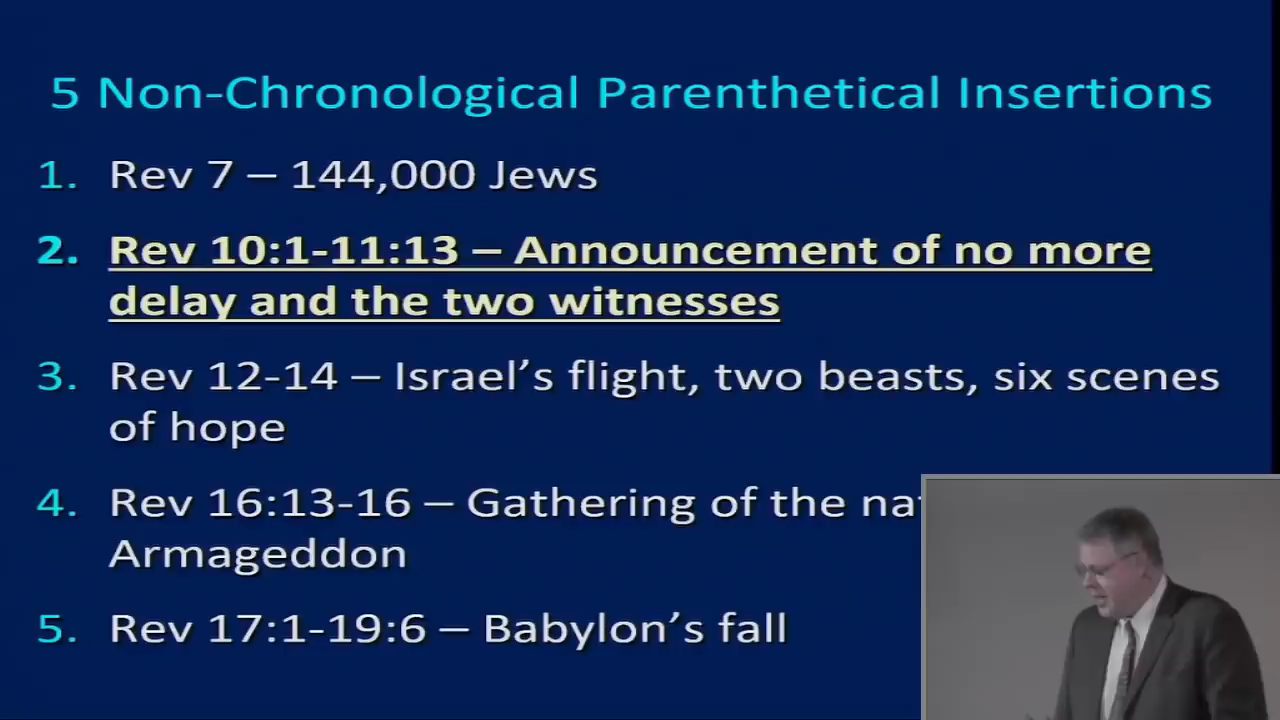 5 Non-Chronological Parenthetical Insertions
1. Rev 7 – 144,000 Jews
2. Rev 10:1-11:13 – Announcement of no more
delay and the two witnesses
3. Rev 12-14 – Israel’s flight, two beasts, six scenes
of hope
4. Rev 16:13-16 – Gathering of the
Armageddon
5. Rev 17:1-19:6 – Babylon’s fall